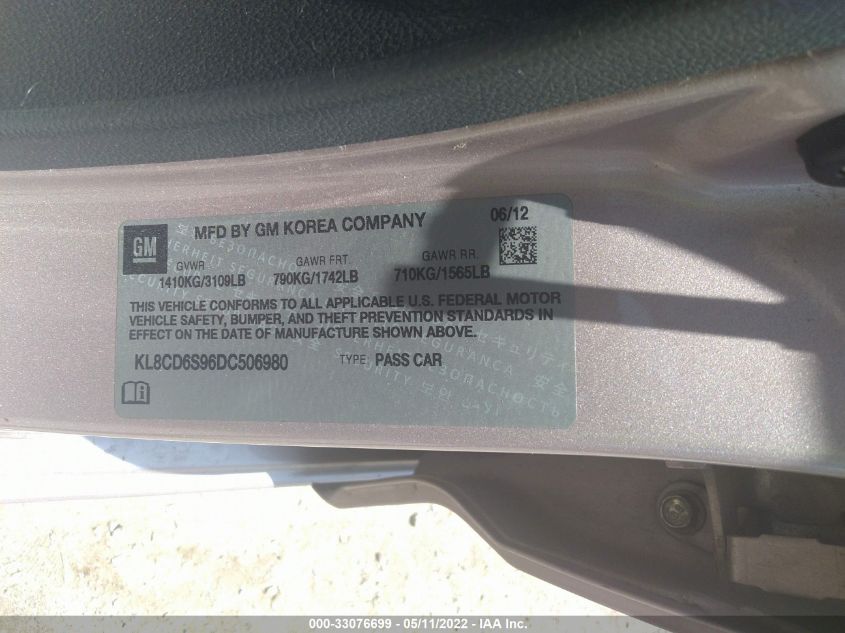 GM
MFD BY GM KOREA COMPANY
06/12
GVWR
GAWR FRT.
GAWR RR.
1410KG/3109LB
790KG/1742LB
710KG/1565LB
THIS VEHICLE CONFORMS TO ALL APPLICABLE U.S. FEDERAL MOTOR
VEHICLE SAFETY, BUMPER, AND THEFT PREVENTION STANDARDS IN
EFFECT ON THE DATE OF MANUFACTURE SHOWN ABOVE.
KL8CD6S96DC506980
TYPE: PASS CAR
000-33076699 - 05/11/2022 - IAA Inc.